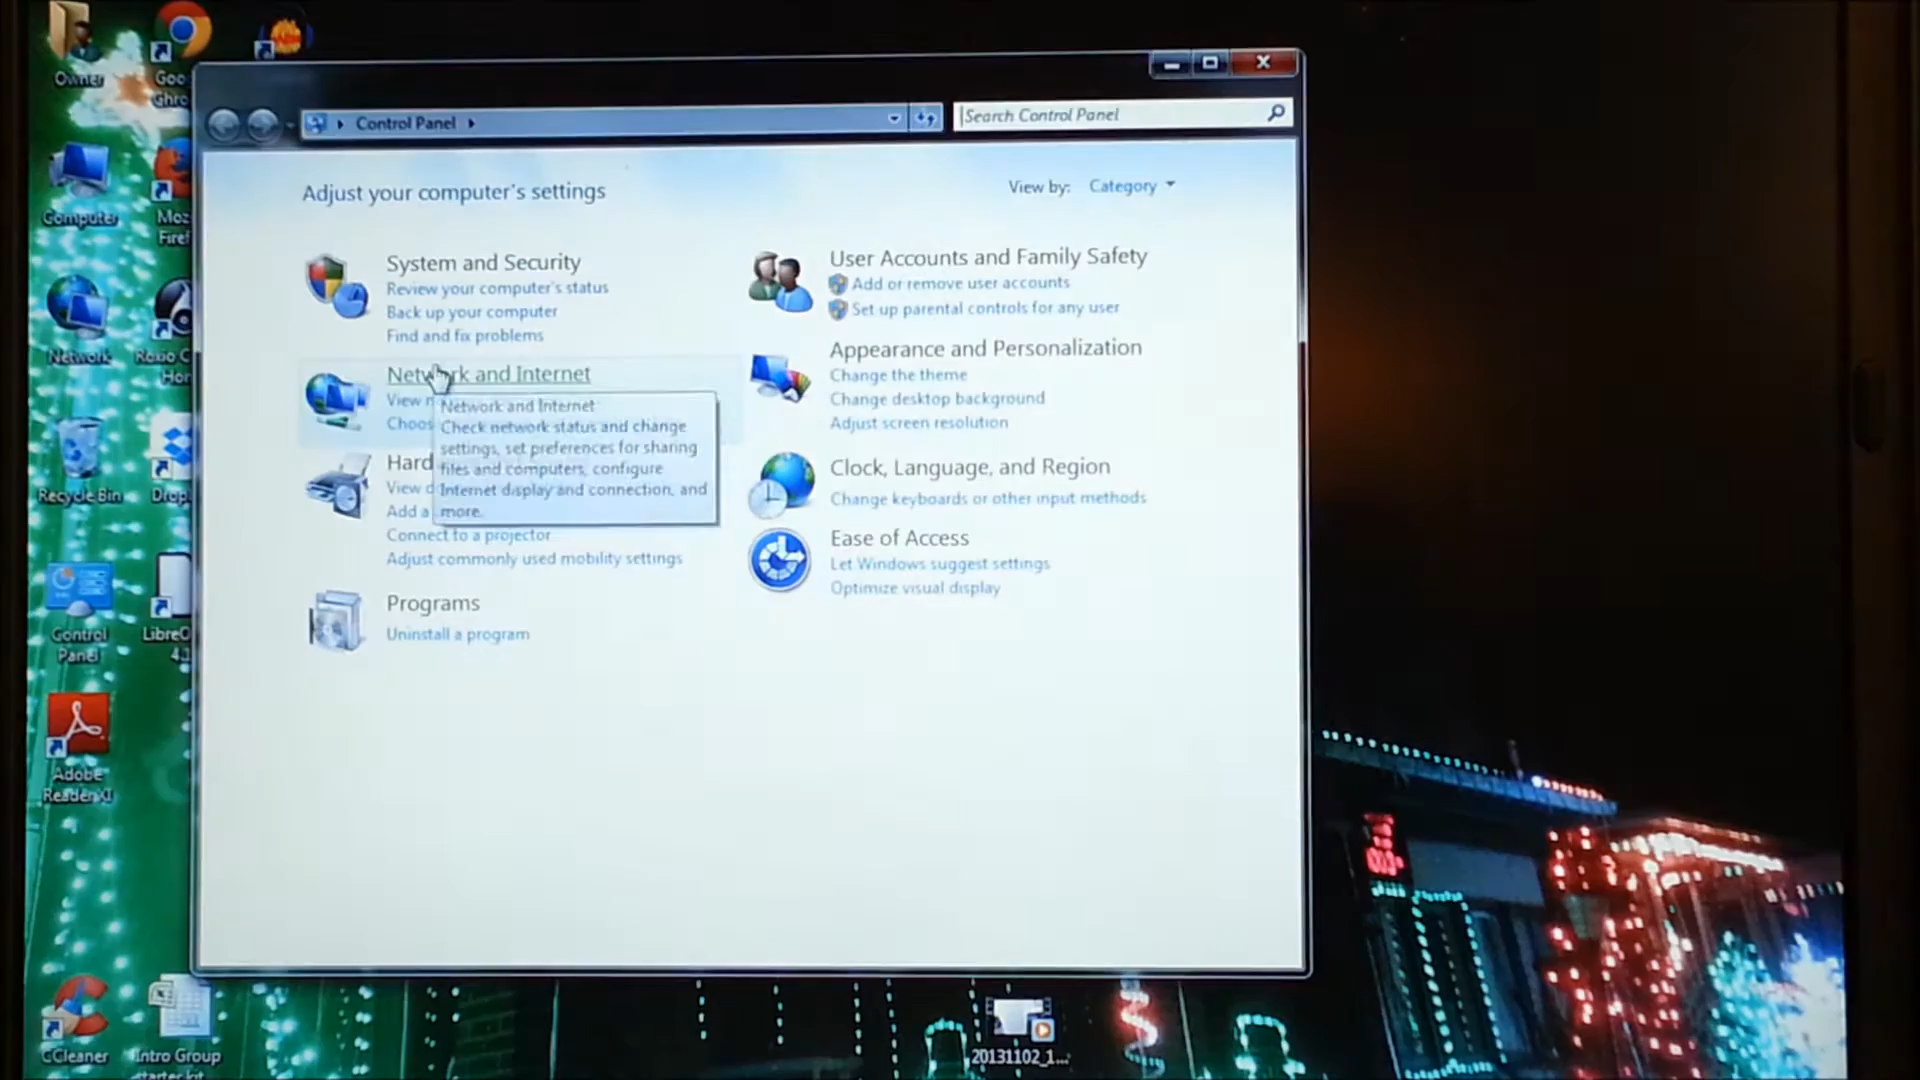 Owner
Goo
Chro
Control Panel
Search Control Panel
Adjust your computer's settings
View by: Category
System and Security
Review your computer's status
Back up your computer
Find and fix problems
Network and Internet
View n
Choos
Network and Internet
Check network status and change
settings, set preferences for sharing
files and computers, configure
Internet display and connection, and
more.
Hard
View d
Add a
Connect to a projector
Adjust commonly used mobility settings
Programs
Uninstall a program
User Accounts and Family Safety
Add or remove user accounts
Set up parental controls for any user
Appearance and Personalization
Change the theme
Change desktop background
Adjust screen resolution
Clock, Language, and Region
Change keyboards or other input methods
Ease of Access
Let Windows suggest settings
Optimize visual display
Computer
Moz
Firef
Network
Roxio C
Hon
Recycle Bin
Drop
Control
Panel
LibreO
4.1
Adobe
Reader XI
CCleaner
Intro Group
starter kit
20131102_1...